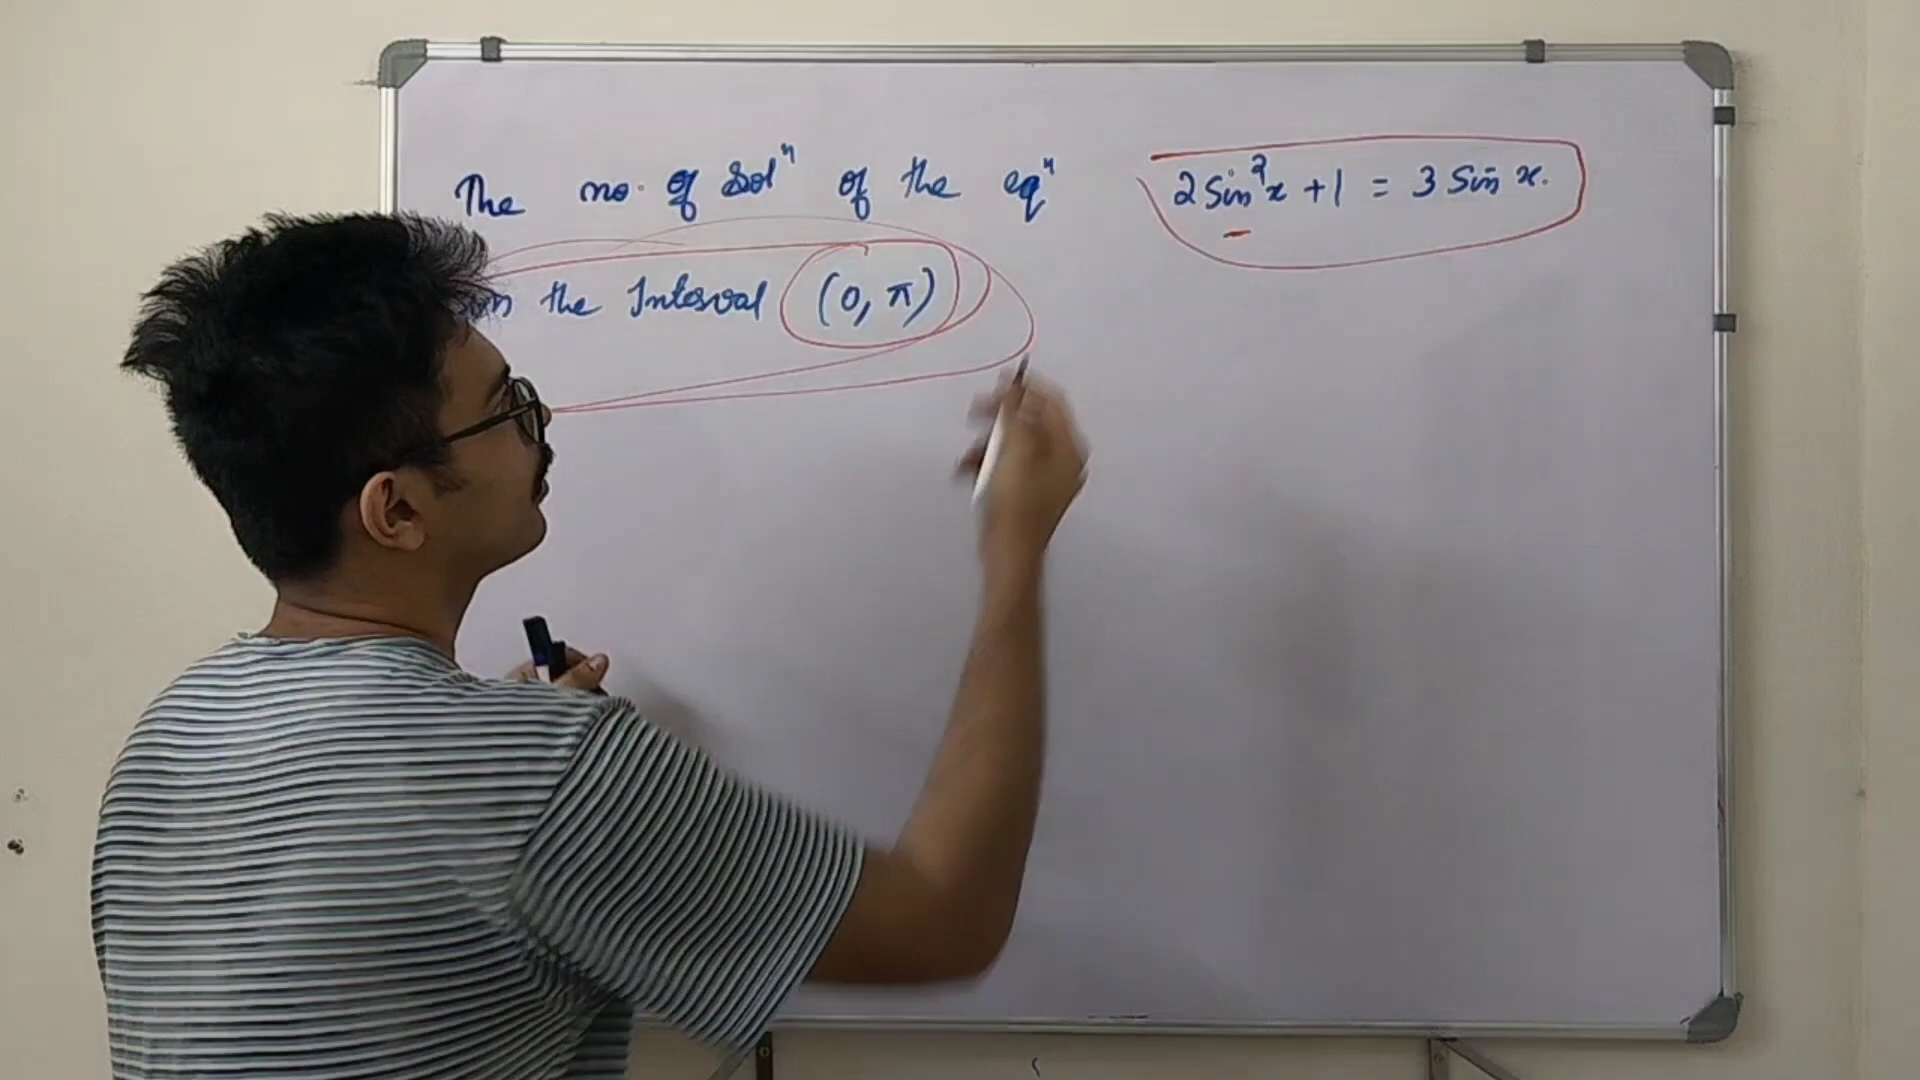 The no. of Solⁿ of the eqⁿ 2 sin²x + 1 = 3 sin x.
the Interval (0, π)